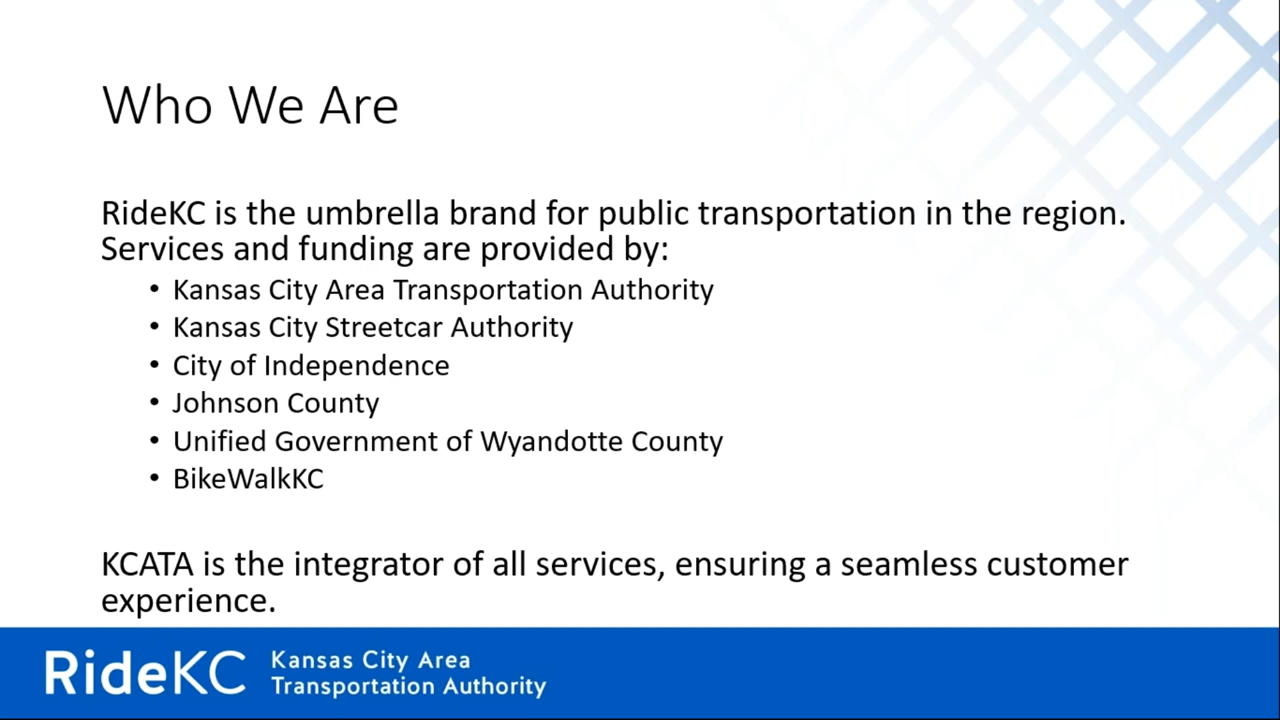 Who We Are
RideKC is the umbrella brand for public transportation in the region.
Services and funding are provided by:
• Kansas City Area Transportation Authority
• Kansas City Streetcar Authority
• City of Independence
• Johnson County
• Unified Government of Wyandotte County
• BikeWalkKC
KCATA is the integrator of all services, ensuring a seamless customer
experience.
RideKC
Kansas City Area
Transportation Authority